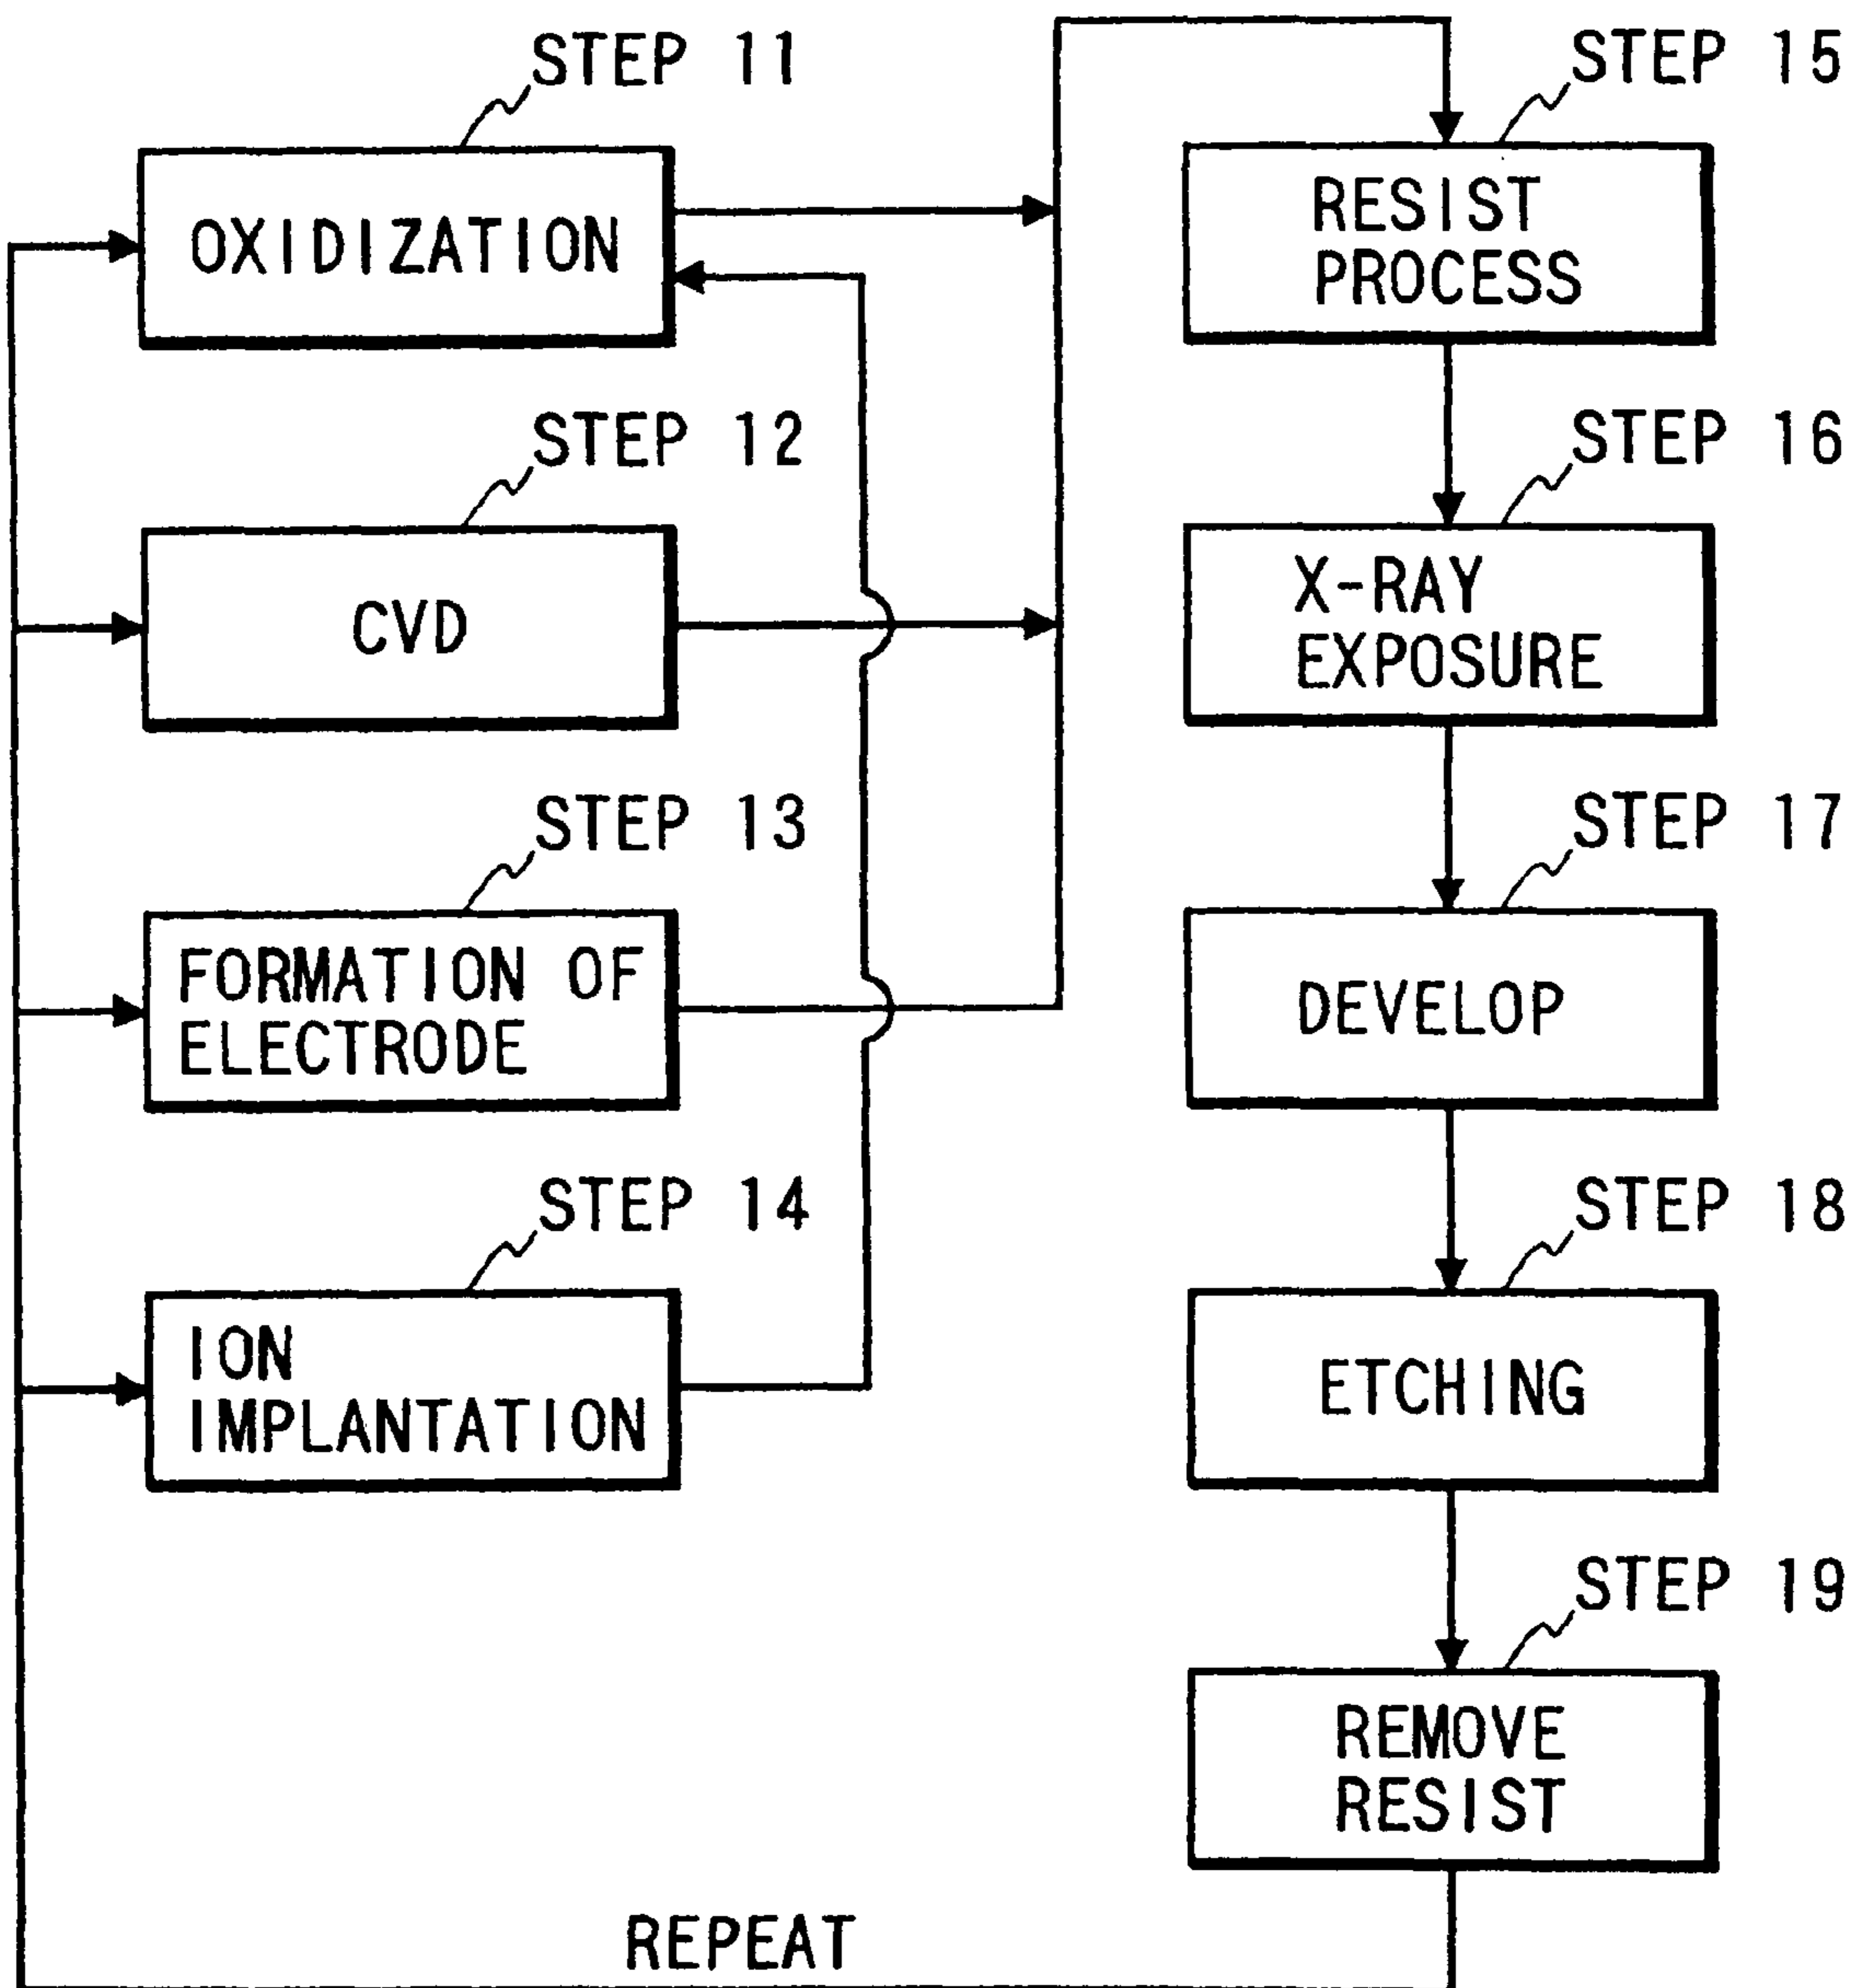 STEP 11
OXIDIZATION
STEP 12
CVD
STEP 13
FORMATION OF
ELECTRODE
STEP 14
ION
IMPLANTATION
STEP 15
RESIST
PROCESS
STEP 16
X-RAY
EXPOSURE
STEP 17
DEVELOP
STEP 18
ETCHING
STEP 19
REMOVE
RESIST
REPEAT